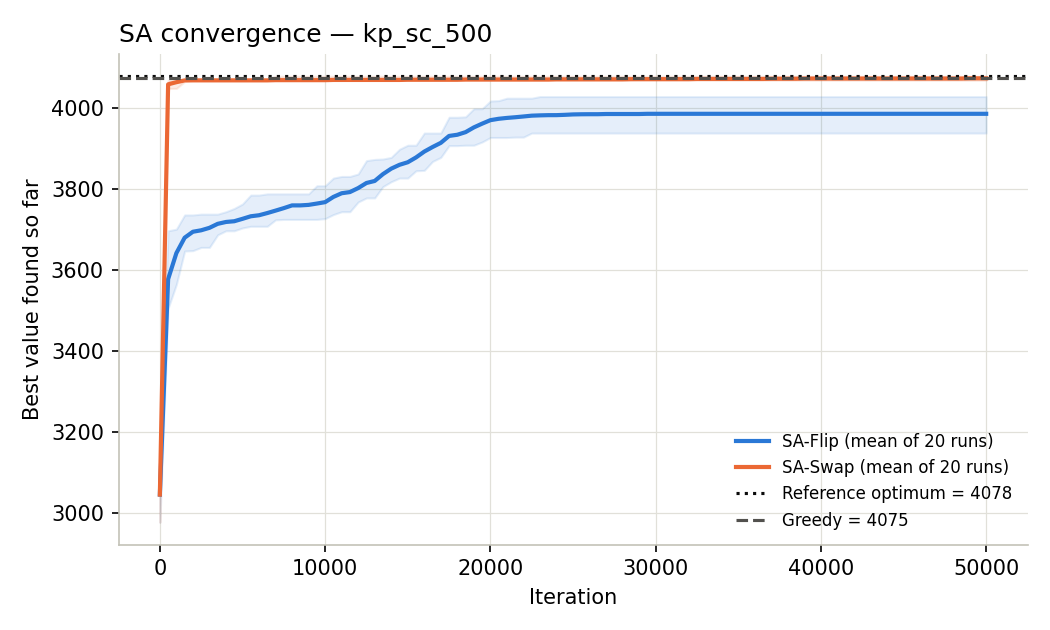 SA convergence — kp_sc_500
Best value found so far
4000
3800
3600
3400
3200
3000
SA-Flip (mean of 20 runs)
SA-Swap (mean of 20 runs)
Reference optimum = 4078
Greedy = 4075
0 10000 20000 30000 40000 50000
Iteration